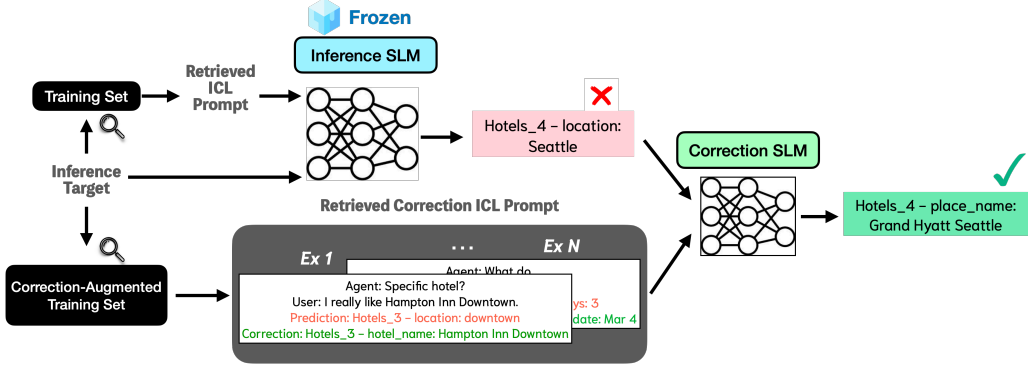 Frozen
Inference SLM
Retrieved
ICL
Prompt
Training Set
Hotels_4 – location:
Seattle
Correction SLM
Inference
Target
Hotels_4 – place_name:
Grand Hyatt Seattle
Retrieved Correction ICL Prompt
Ex 1
...
Ex N
Agent: What do
Agent: Specific hotel?
User: I really like Hampton Inn Downtown.
Prediction: Hotels_3 – location: downtown
Correction: Hotels_3 – hotel_name: Hampton Inn Downtown
ys: 3
date: Mar 4
Correction-Augmented
Training Set